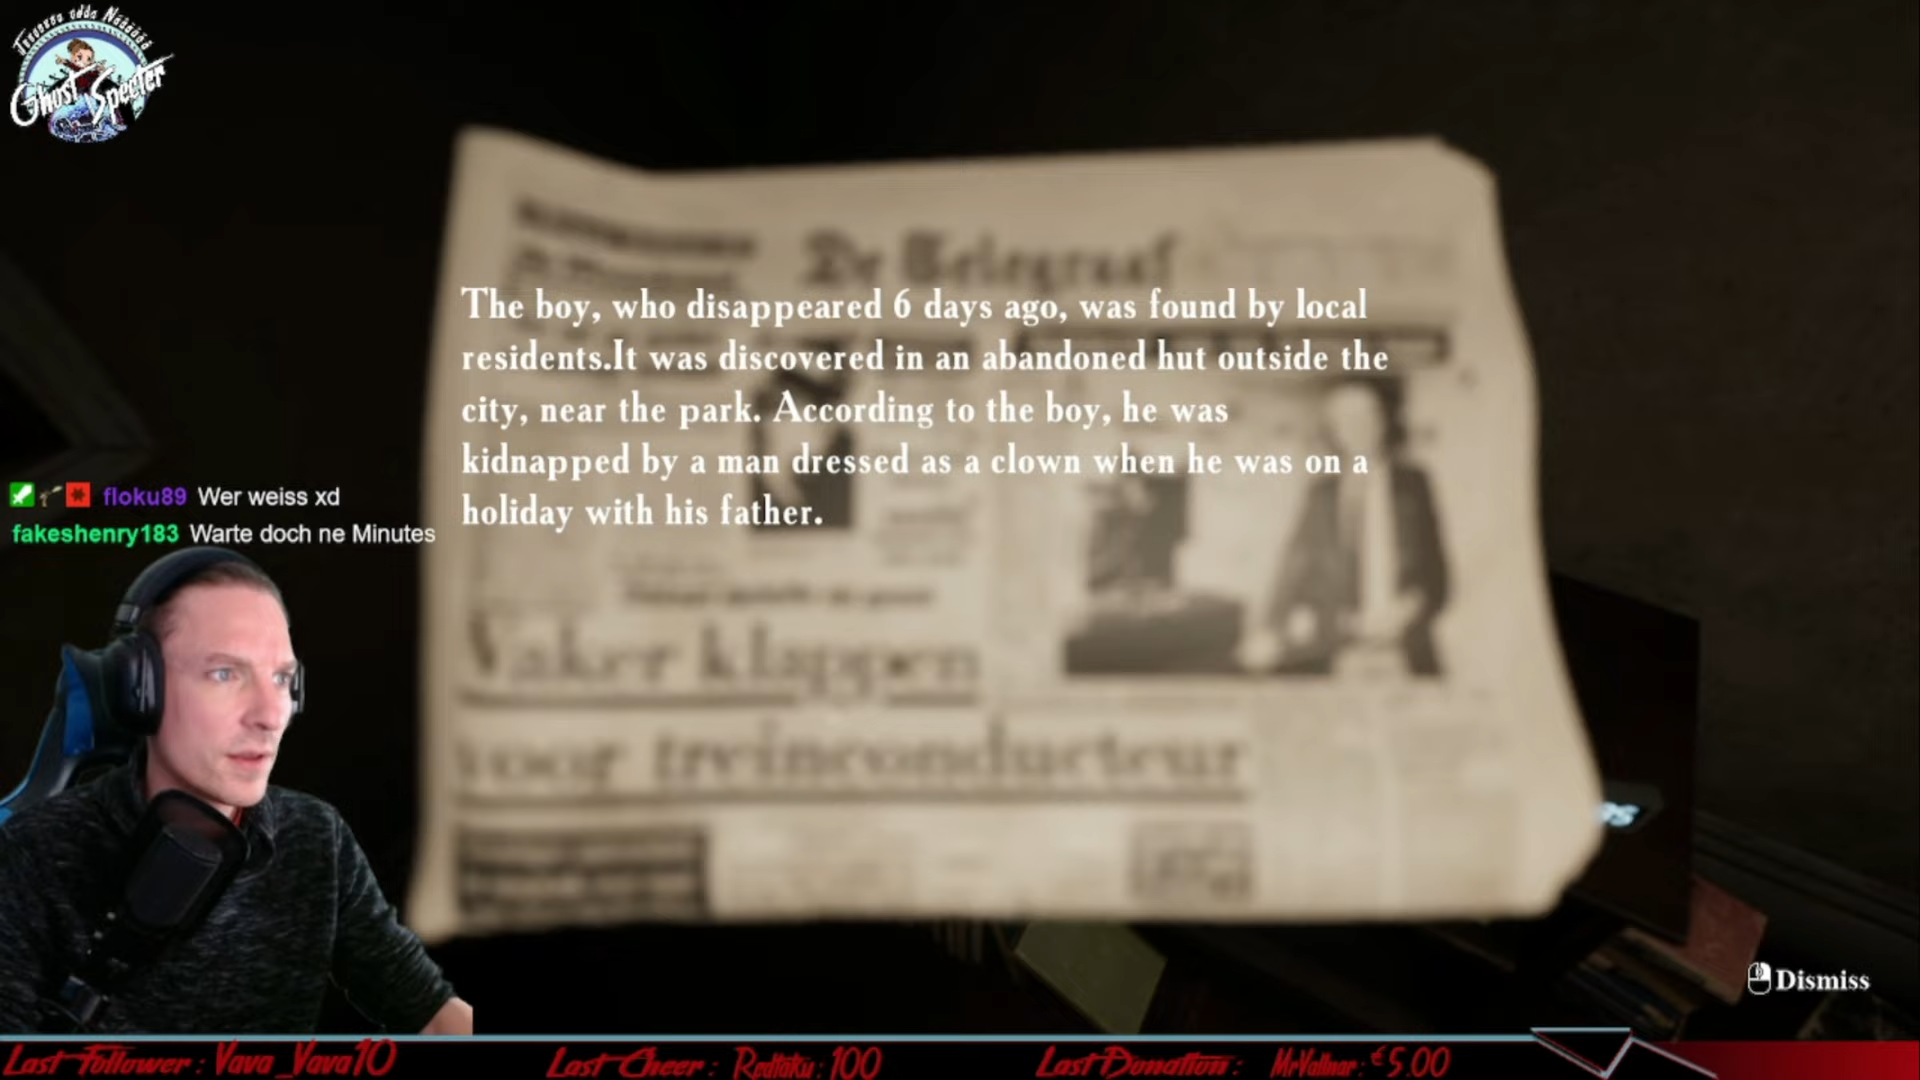 Ghost Specter
De Telegraaf
The boy, who disappeared 6 days ago, was found by local
residents.It was discovered in an abandoned hut outside the
city, near the park. According to the boy, he was
kidnapped by a man dressed as a clown when he was on a
holiday with his father.
floku89 Wer weiss xd
fakeshenry183 Warte doch ne Minutes
Vaker klappen
voor treinconducteur
Dismiss
Last Follower : Vava_Vava10
Last Cheer : Redtaku : 100
Last Donation : MrVallnar : €5.00